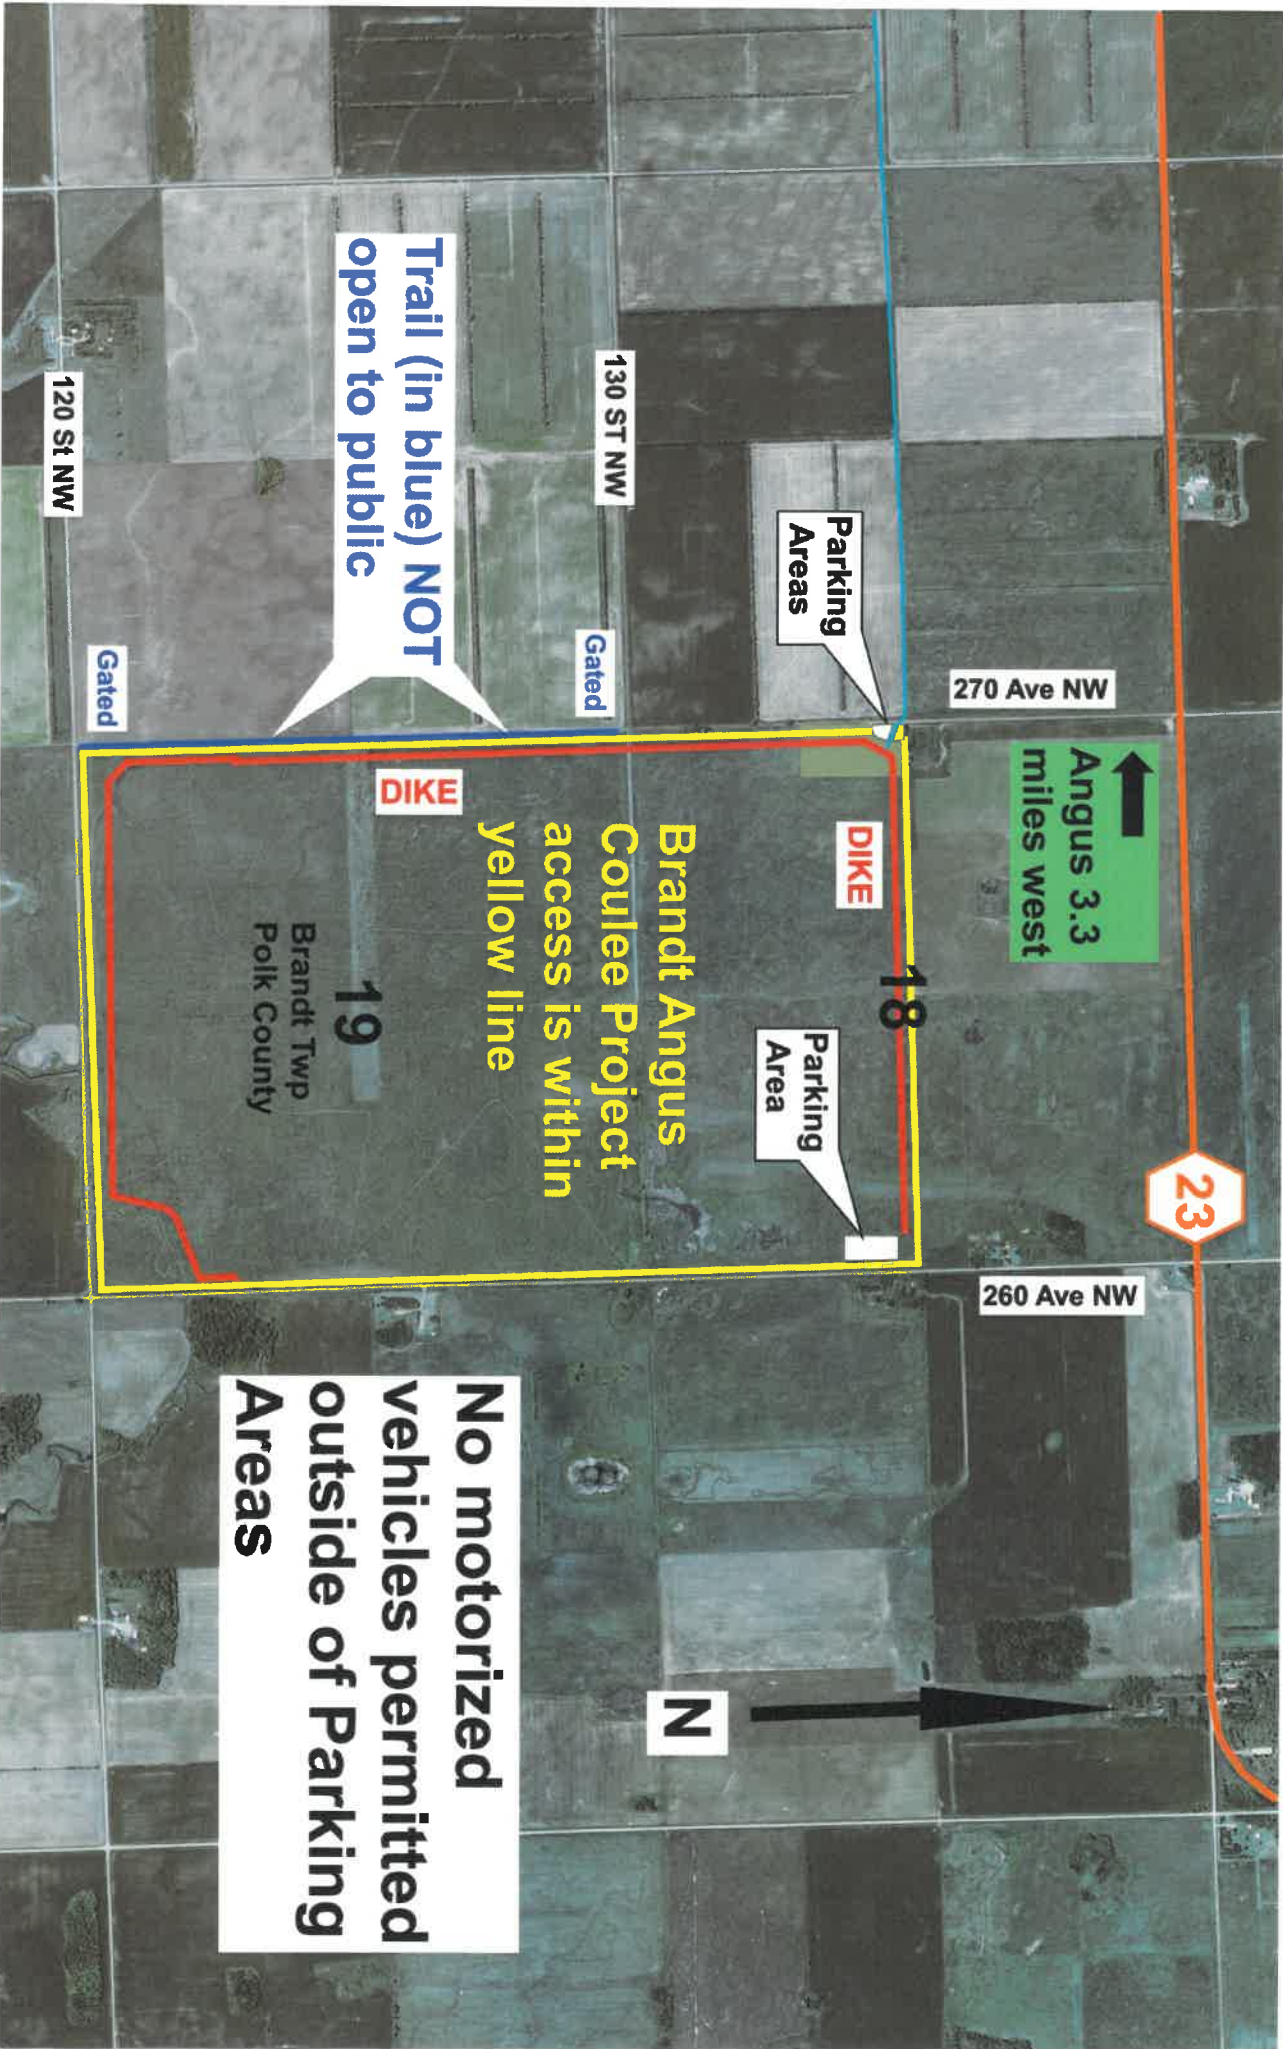 23
Angus 3.3
miles west
270 Ave NW
260 Ave NW
Parking
Areas
DIKE
18
Parking
Area
Brandt Angus
Coulee Project
access is within
yellow line
130 ST NW
Gated
Trail (in blue) NOT
open to public
DIKE
19
Brandt Twp
Polk County
N
No motorized
vehicles permitted
outside of Parking
Areas
120 St NW
Gated